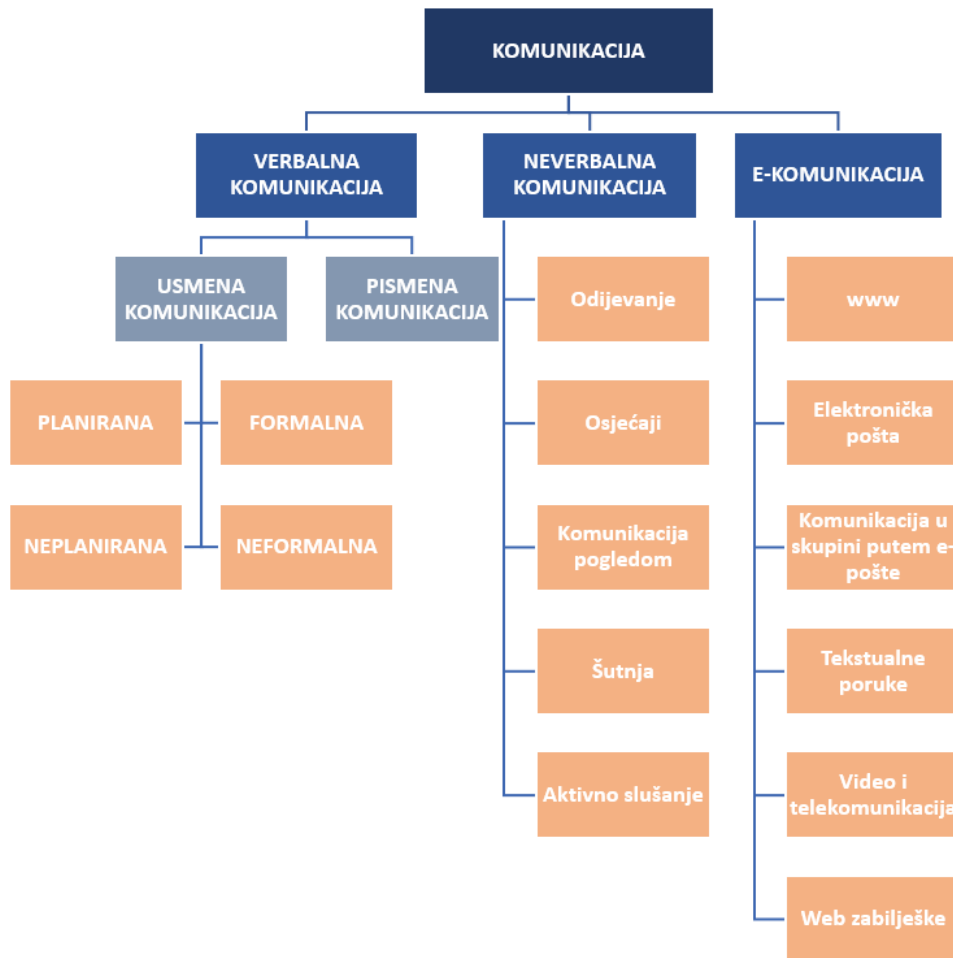 KOMUNIKACIJA
VERBALNA
KOMUNIKACIJA
NEVERBALNA
KOMUNIKACIJA
E-KOMUNIKACIJA
USMENA
KOMUNIKACIJA
PISMENA
KOMUNIKACIJA
PLANIRANA
FORMALNA
NEPLANIRANA
NEFORMALNA
Odijevanje
Osjećaji
Komunikacija
pogledom
Šutnja
Aktivno slušanje
www
Elektronička
pošta
Komunikacija u
skupini putem e-
pošte
Tekstualne
poruke
Video i
telekomunikacija
Web zabilješke